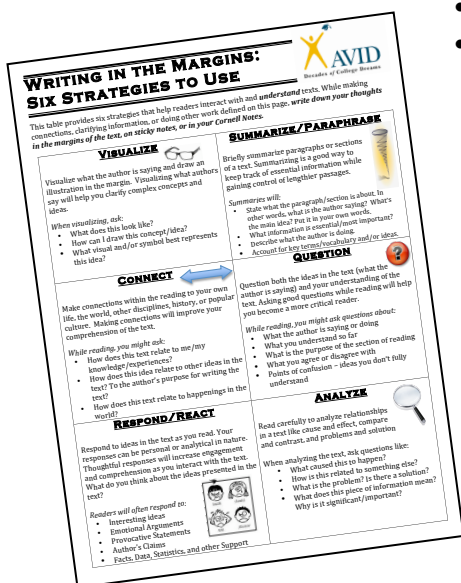 WRITING IN THE MARGINS:
SIX STRATEGIES TO USE
AVID
Decades of College Dreams
This table provides six strategies that help readers interact with and understand texts. While making
connections, clarifying information, or doing other work defined on this page, write down your thoughts
in the margins of the text, on sticky notes, or in your Cornell Notes.
VISUALIZE
Visualize what the author is saying and draw an
illustration in the margin. Visualizing what authors
say will help you clarify complex concepts and
ideas.
When visualizing, ask:
• What does this look like?
• How can I draw this concept/idea?
• What visual and/or symbol best represents
this idea?
SUMMARIZE/PARAPHRASE
Briefly summarize paragraphs or sections
of a text. Summarizing is a good way to
keep track of essential information while
gaining control of lengthier passages.
Summaries will:
• State what the paragraph/section is about. In
other words, what is the author saying? What's
the main idea? Put it in your own words.
• What information is essential/most important?
• Describe what the author is doing.
• Account for key terms/vocabulary and/or ideas.
CONNECT
Make connections within the reading to your own
life, the world, other disciplines, history, or popular
culture. Making connections will improve your
comprehension of the text.
While reading, you might ask:
• How does this text relate to me/my
knowledge/experiences?
• How does this idea relate to other ideas in the
text? To the author's purpose for writing the
text?
• How does this text relate to happenings in the
world?
QUESTION
?
Question both the ideas in the text (what the
author is saying) and your understanding of the
text. Asking good questions while reading will help
you become a more critical reader.
While reading, you might ask questions about:
• What the author is saying or doing
• What you understand so far
• What is the purpose of the section of reading
• What you agree or disagree with
• Points of confusion – ideas you don't fully
understand
RESPOND/REACT
Respond to ideas in the text as you read. Your
responses can be personal or analytical in nature.
Thoughtful responses will increase engagement
and comprehension as you interact with the text.
What do you think about the ideas presented in the
text?
Readers will often respond to:
• Interesting ideas
• Emotional Arguments
• Provocative Statements
• Author's Claims
• Facts, Data, Statistics, and other Support
ANALYZE
Read carefully to analyze relationships
in a text like cause and effect, compare
and contrast, and problems and solution
When analyzing the text, ask questions like:
• What caused this to happen?
• How is this related to something else?
• What is the problem? Is there a solution?
• What does this piece of information mean?
Why is it significant/important?